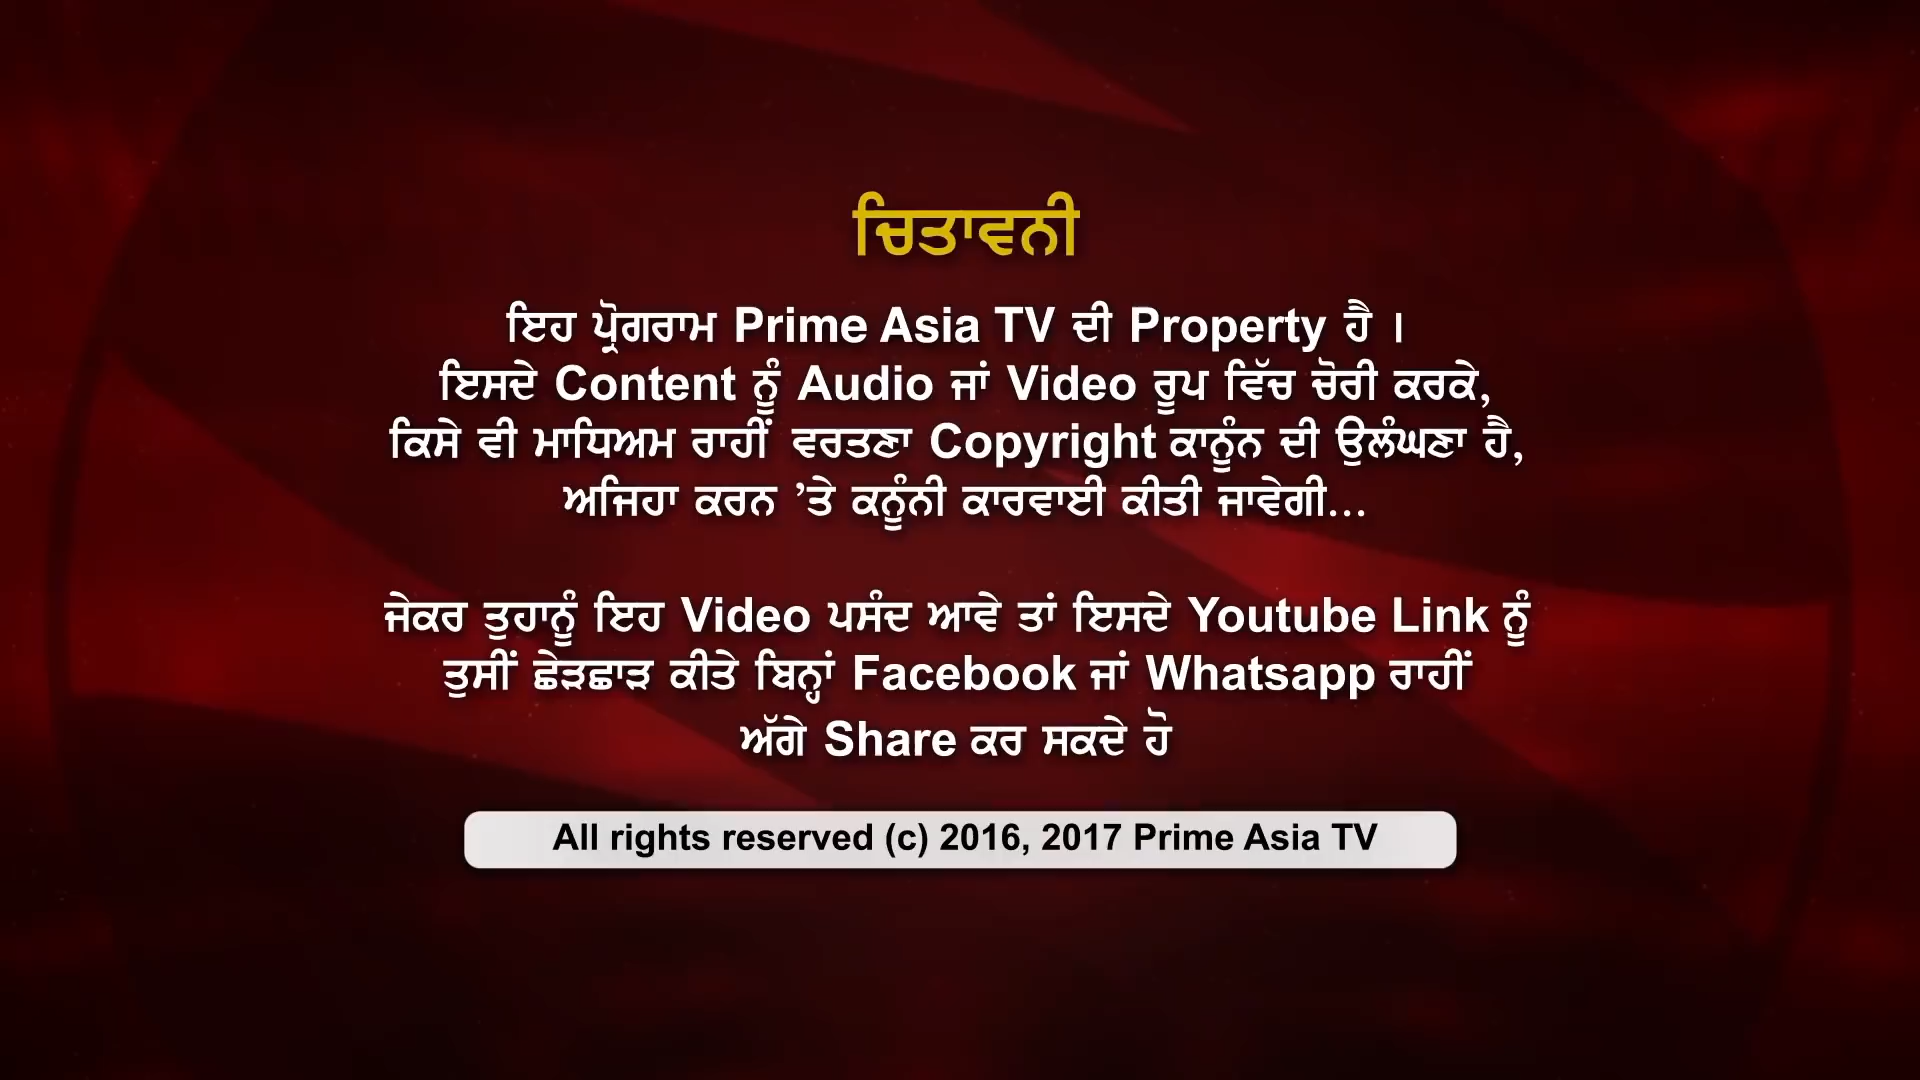 ਚਿਤਾਵਨੀ
ਇਹ ਪ੍ਰੋਗਰਾਮ Prime Asia TV ਦੀ Property ਹੈ ।
ਇਸਦੇ Content ਨੂੰ Audio ਜਾਂ Video ਰੂਪ ਵਿੱਚ ਚੋਰੀ ਕਰਕੇ,
ਕਿਸੇ ਵੀ ਮਾਧਿਅਮ ਰਾਹੀਂ ਵਰਤਣਾ Copyright ਕਾਨੂੰਨ ਦੀ ਉਲੰਘਣਾ ਹੈ,
ਅਜਿਹਾ ਕਰਨ ’ਤੇ ਕਨੂੰਨੀ ਕਾਰਵਾਈ ਕੀਤੀ ਜਾਵੇਗੀ...
ਜੇਕਰ ਤੁਹਾਨੂੰ ਇਹ Video ਪਸੰਦ ਆਵੇ ਤਾਂ ਇਸਦੇ Youtube Link ਨੂੰ
ਤੁਸੀਂ ਛੇੜਛਾੜ ਕੀਤੇ ਬਿਨ੍ਹਾਂ Facebook ਜਾਂ Whatsapp ਰਾਹੀਂ
ਅੱਗੇ Share ਕਰ ਸਕਦੇ ਹੋ
All rights reserved (c) 2016, 2017 Prime Asia TV